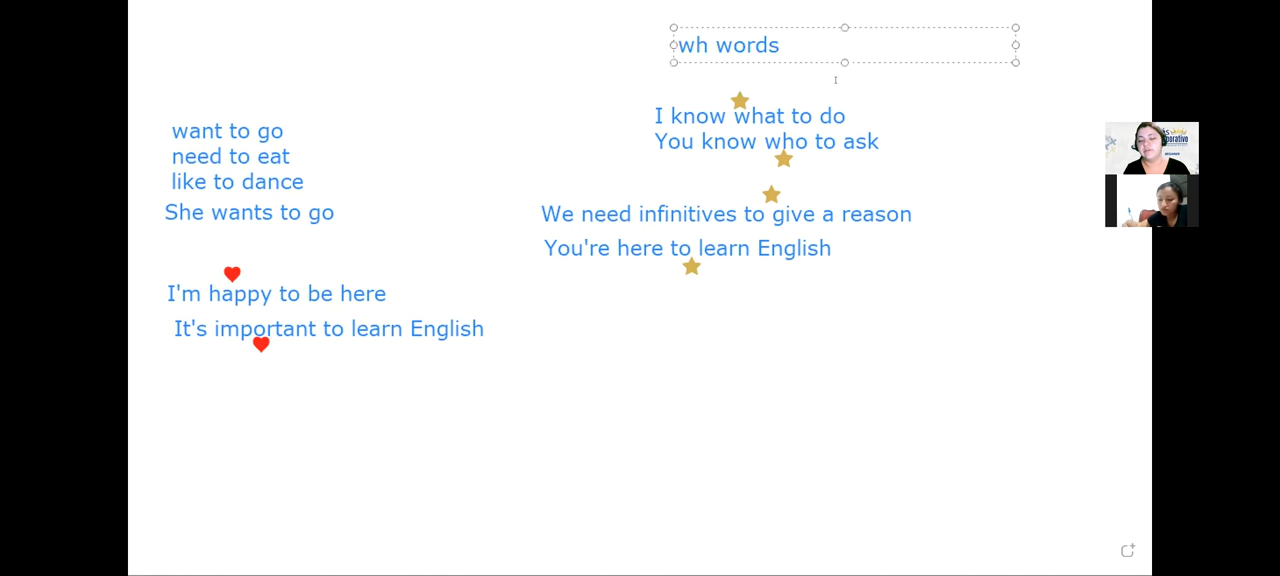 wh words
I know what to do
You know who to ask
want to go
need to eat
like to dance
She wants to go
We need infinitives to give a reason
You're here to learn English
I'm happy to be here
It's important to learn English